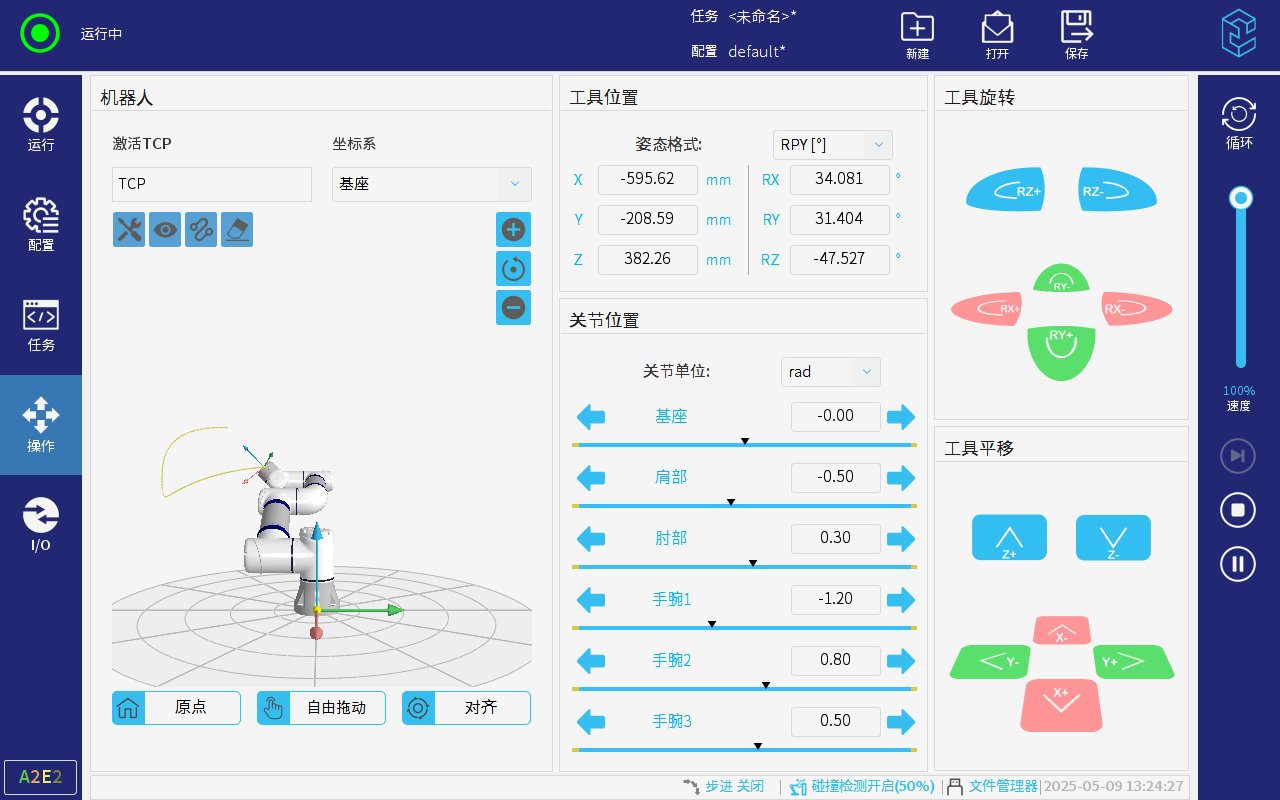 运行中
任务 <未命名>*
配置 default*
新建
打开
保存
运行
配置
任务
操作
I/O
A2E2
机器人
激活TCP
坐标系
TCP
基座
原点
自由拖动
对齐
工具位置
姿态格式:
RPY [°]
X -595.62 mm RX 34.081 °
Y -208.59 mm RY 31.404 °
Z 382.26 mm RZ -47.527 °
关节位置
关节单位:
rad
基座 -0.00
肩部 -0.50
肘部 0.30
手腕1 -1.20
手腕2 0.80
手腕3 0.50
工具旋转
RZ+ RZ-
RY-
RX+ RX-
RY+
工具平移
Z+ Z-
X-
Y- Y+
X+
循环
100%
速度
步进 关闭
碰撞检测开启(50%)
文件管理器
2025-05-09 13:24:27